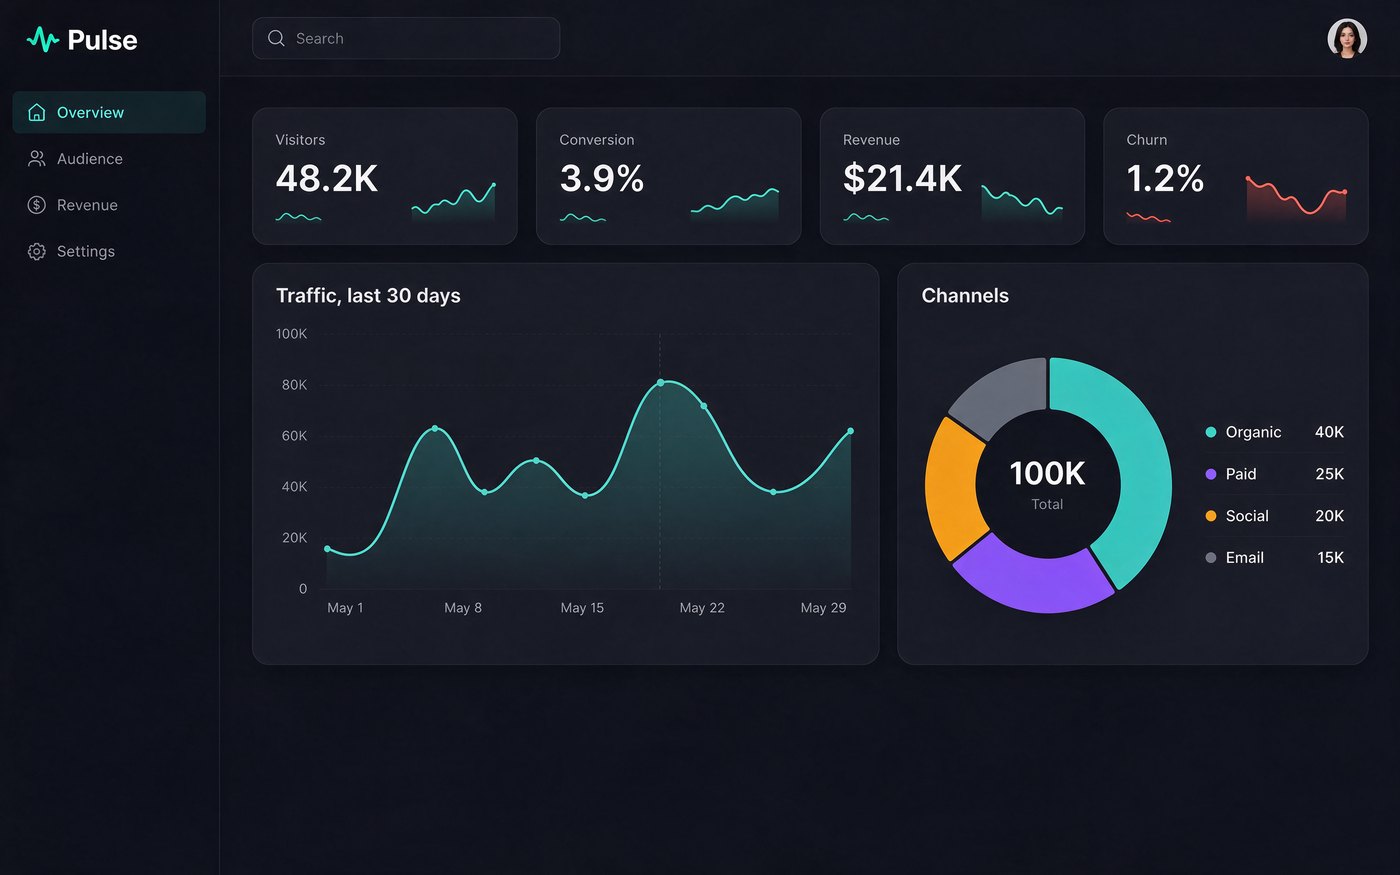 Pulse
Search
Overview
Audience
Revenue
Settings
Visitors
48.2K
Conversion
3.9%
Revenue
$21.4K
Churn
1.2%
Traffic, last 30 days
100K
80K
60K
40K
20K
0
May 1 May 8 May 15 May 22 May 29
Channels
100K
Total
Organic 40K
Paid 25K
Social 20K
Email 15K